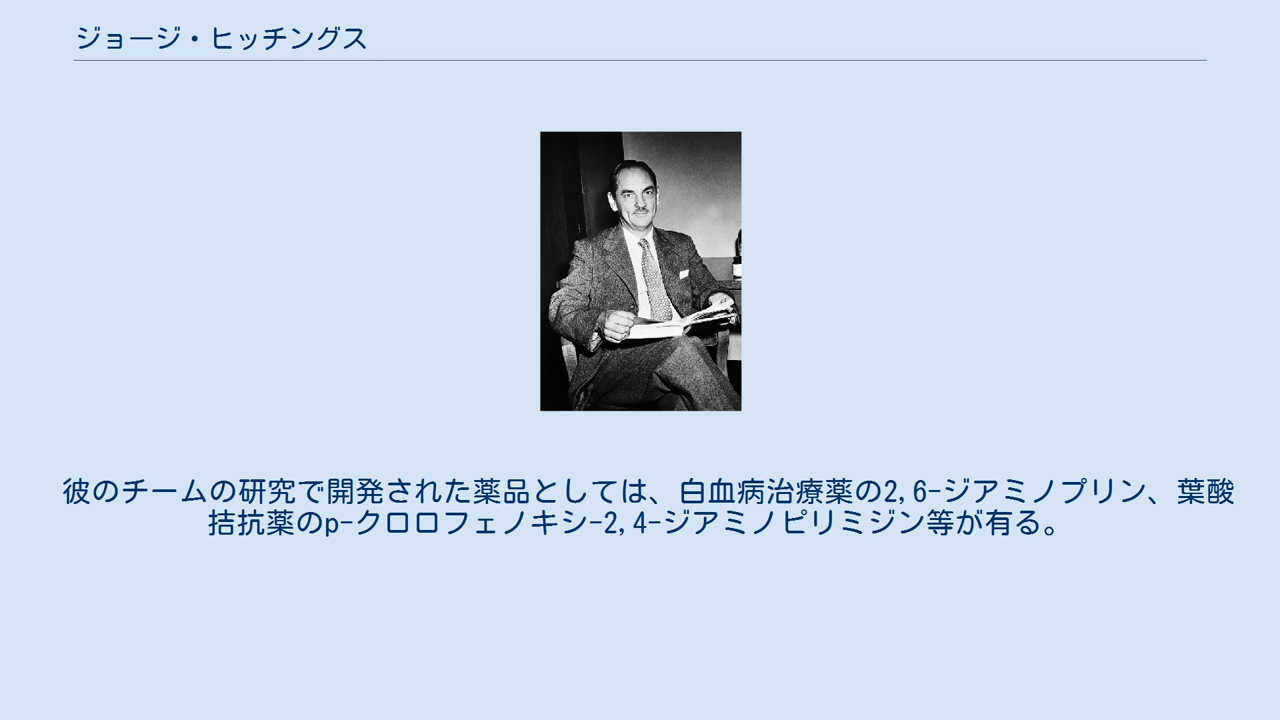 ジョージ・ヒッチングス
彼のチームの研究で開発された薬品としては、白血病治療薬の2,6-ジアミノプリン、葉酸
拮抗薬のp-クロロフェノキシ-2,4-ジアミノピリミジン等が有る。